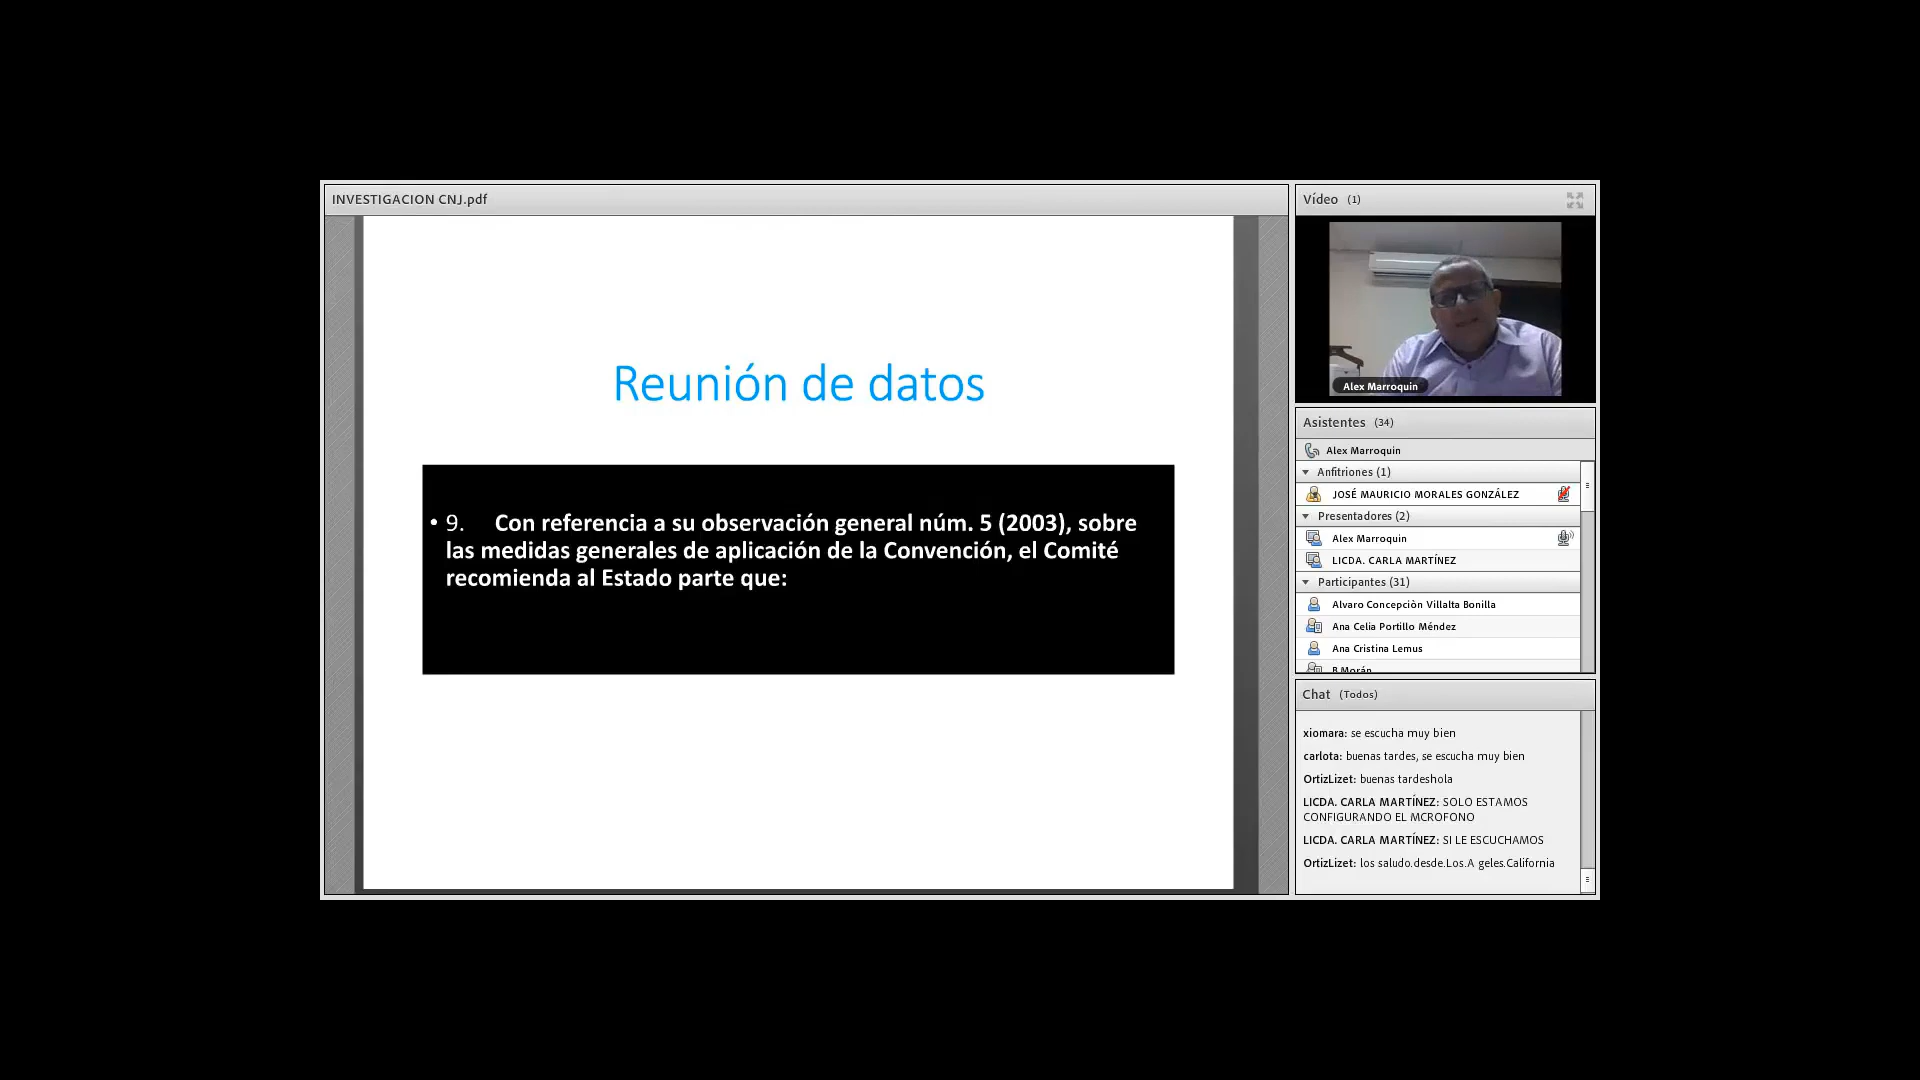 INVESTIGACION CNJ.pdf
Reunión de datos
• 9. Con referencia a su observación general núm. 5 (2003), sobre
las medidas generales de aplicación de la Convención, el Comité
recomienda al Estado parte que:
Vídeo (1)
Alex Marroquin
Asistentes (34)
Alex Marroquin
Anfitriones (1)
JOSÉ MAURICIO MORALES GONZÁLEZ
Presentadores (2)
Alex Marroquin
LICDA. CARLA MARTÍNEZ
Participantes (31)
Alvaro Concepciòn Villalta Bonilla
Ana Celia Portillo Méndez
Ana Cristina Lemus
B Morán
Chat (Todos)
xiomara: se escucha muy bien
carlota: buenas tardes, se escucha muy bien
OrtizLizet: buenas tardeshola
LICDA. CARLA MARTÍNEZ: SOLO ESTAMOS
CONFIGURANDO EL MCROFONO
LICDA. CARLA MARTÍNEZ: SI LE ESCUCHAMOS
OrtizLizet: los saludo.desde.Los.A geles.California